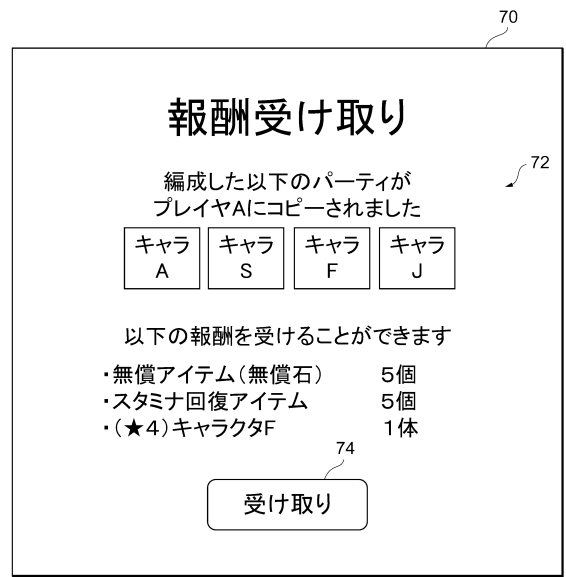 70
報酬受け取り
72
編成した以下のパーティが
プレイヤAにコピーされました
キャラ キャラ キャラ キャラ
A S F J
以下の報酬を受けることができます
・無償アイテム(無償石) 5個
・スタミナ回復アイテム 5個
・(★4)キャラクタF 1体
74
受け取り